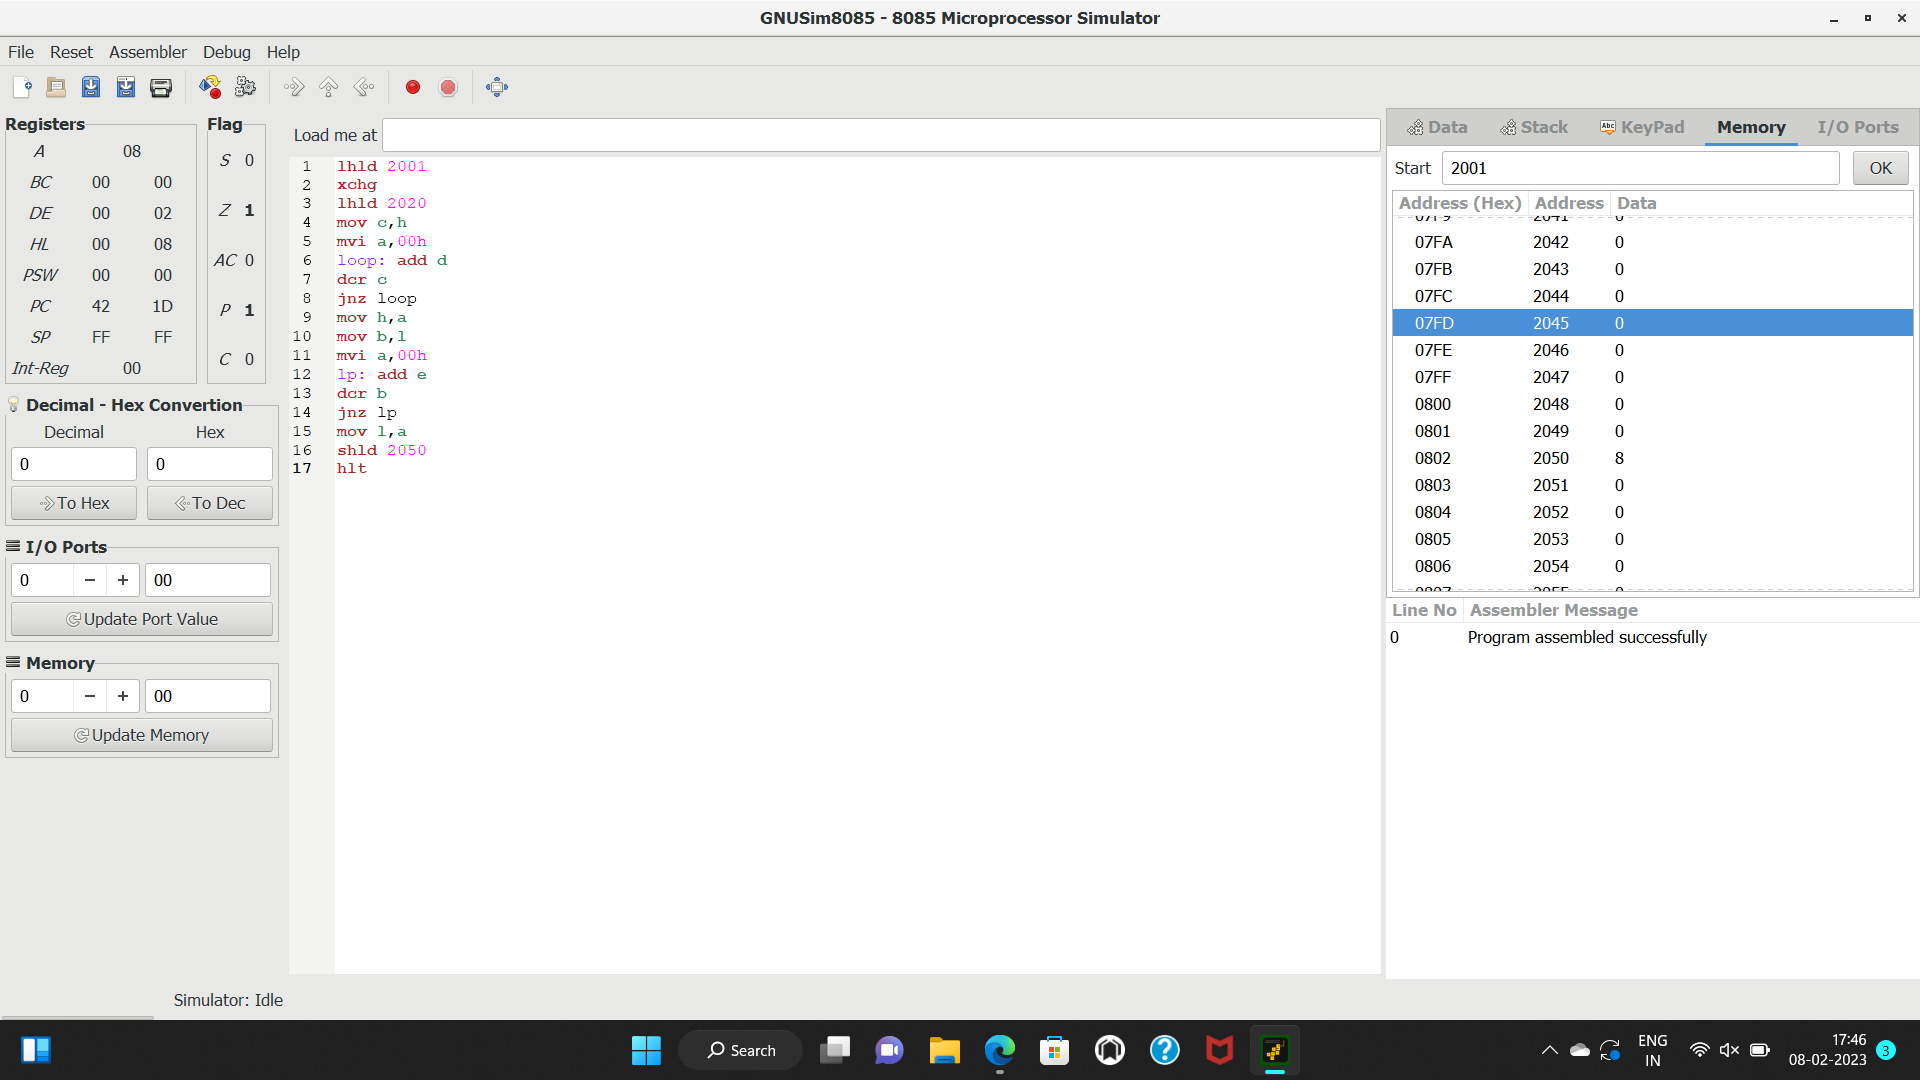 GNUSim8085 - 8085 Microprocessor Simulator
File Reset Assembler Debug Help
Registers
A 08
BC 00 00
DE 00 02
HL 00 08
PSW 00 00
PC 42 1D
SP FF FF
Int-Reg 00
Flag
S 0
Z 1
AC 0
P 1
C 0
Decimal - Hex Convertion
Decimal Hex
0 0
To Hex To Dec
I/O Ports
0 − + 00
Update Port Value
Memory
0 − + 00
Update Memory
Load me at
1 lhld 2001
2 xchg
3 lhld 2020
4 mov c,h
5 mvi a,00h
6 loop: add d
7 dcr c
8 jnz loop
9 mov h,a
10 mov b,l
11 mvi a,00h
12 lp: add e
13 dcr b
14 jnz lp
15 mov l,a
16 shld 2050
17 hlt
Data Stack Abc KeyPad Memory I/O Ports
Start 2001 OK
Address (Hex) Address Data
07F9 2041 0
07FA 2042 0
07FB 2043 0
07FC 2044 0
07FD 2045 0
07FE 2046 0
07FF 2047 0
0800 2048 0
0801 2049 0
0802 2050 8
0803 2051 0
0804 2052 0
0805 2053 0
0806 2054 0
0807 2055 0
Line No Assembler Message
0 Program assembled successfully
Simulator: Idle
Search
ENG
IN
17:46
08-02-2023
3